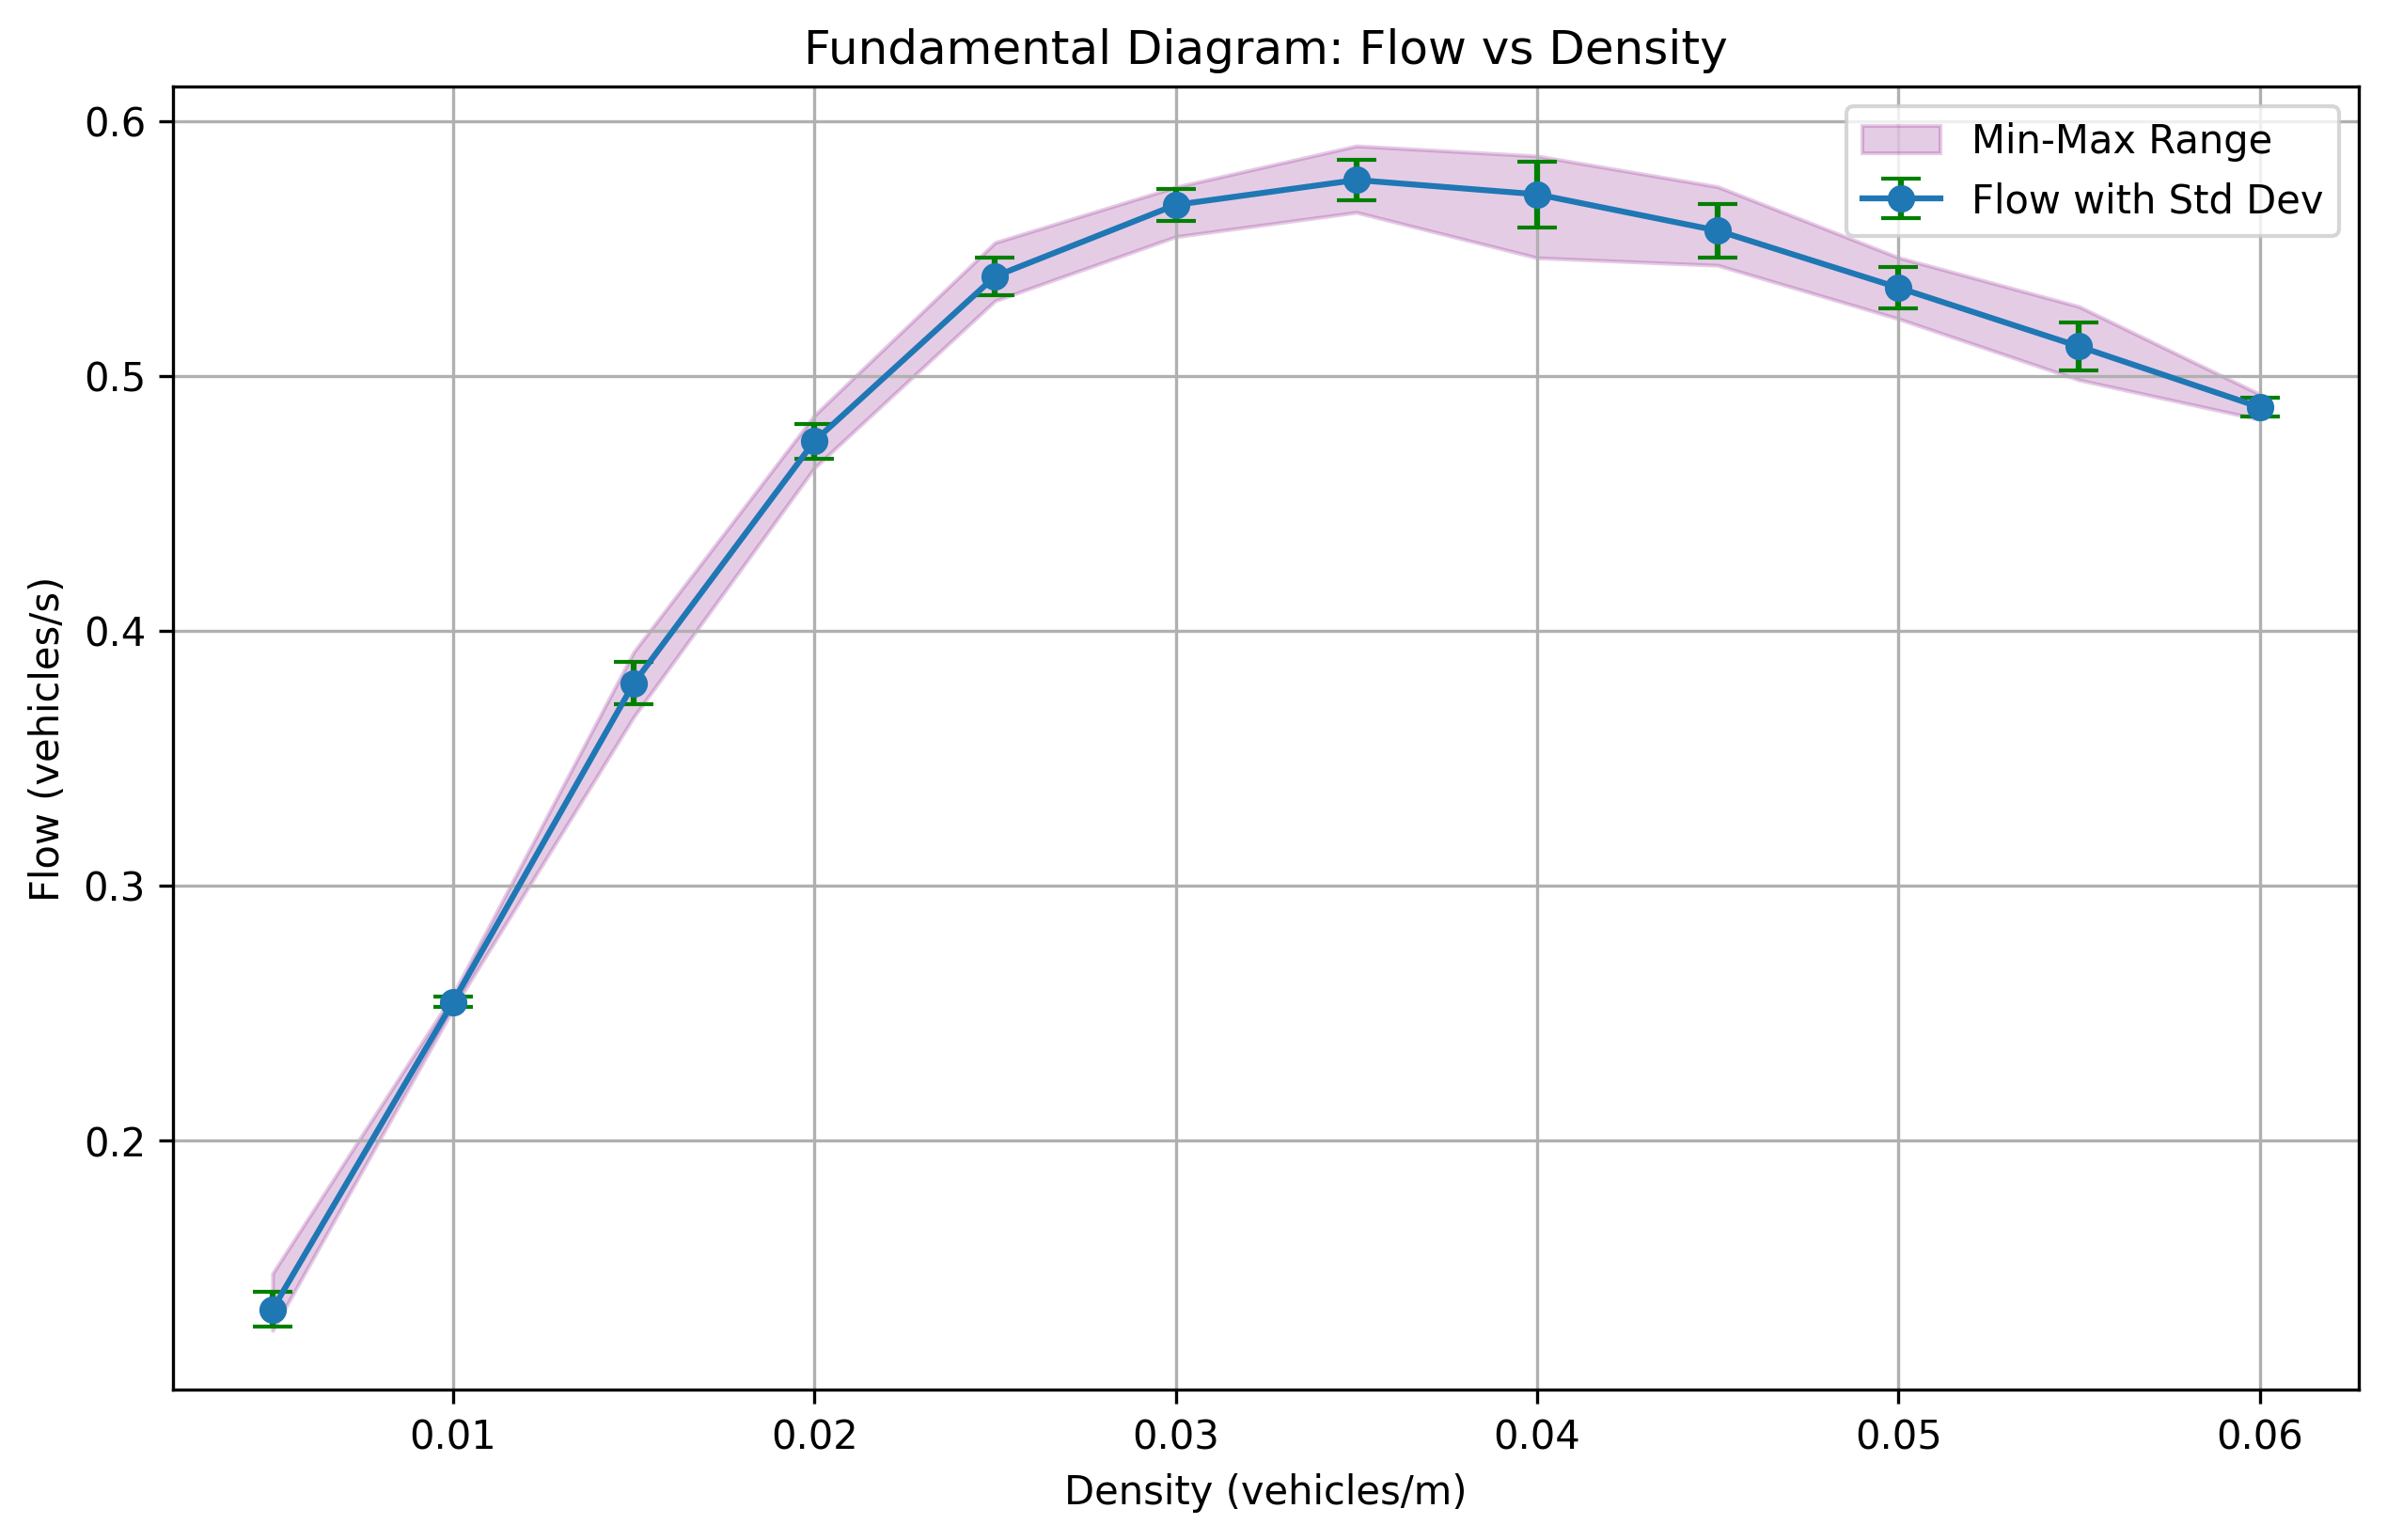 Fundamental Diagram: Flow vs Density
Min-Max Range
Flow with Std Dev
0.6
0.5
0.4
0.3
0.2
Flow (vehicles/s)
0.01 0.02 0.03 0.04 0.05 0.06
Density (vehicles/m)